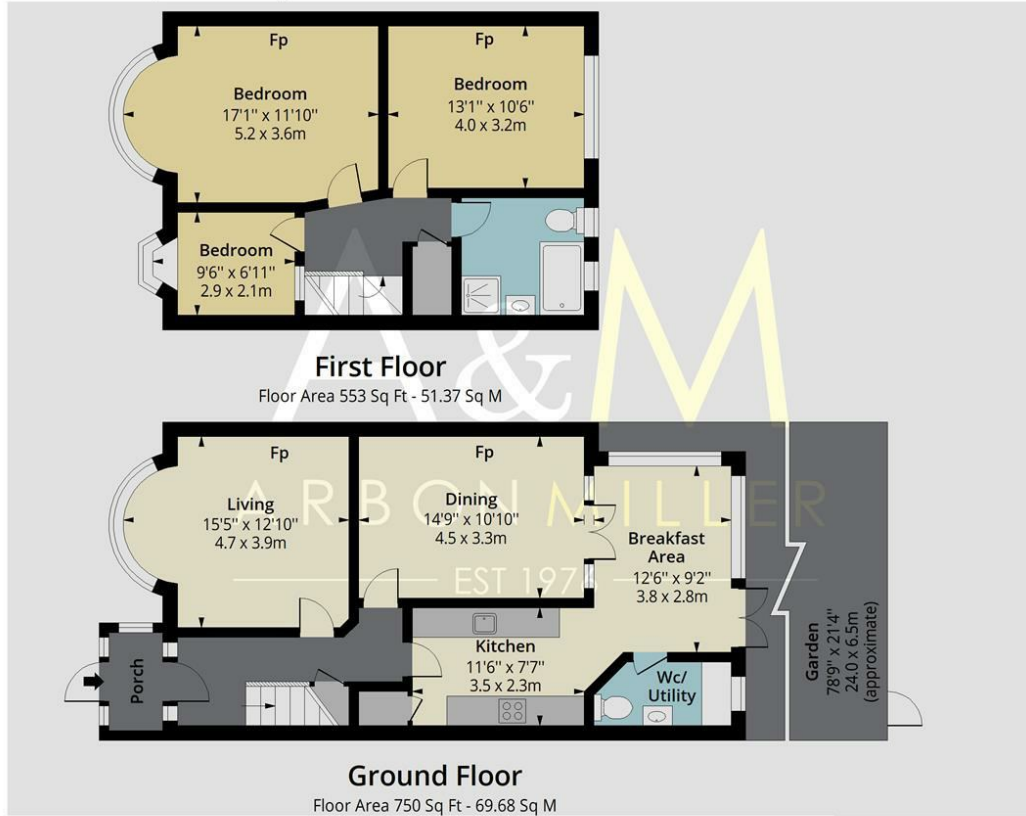 Fp
Bedroom
17'1" x 11'10"
5.2 x 3.6m
Fp
Bedroom
13'1" x 10'6"
4.0 x 3.2m
Bedroom
9'6" x 6'11"
2.9 x 2.1m
A&M
First Floor
Floor Area 553 Sq Ft - 51.37 Sq M
Fp
Living
15'5" x 12'10"
4.7 x 3.9m
Fp
Dining
14'9" x 10'10"
4.5 x 3.3m
ARBON MILLER
EST 1976
Breakfast
Area
12'6" x 9'2"
3.8 x 2.8m
Kitchen
11'6" x 7'7"
3.5 x 2.3m
Wc/
Utility
Porch
Garden
78'9" x 21'4"
24.0 x 6.5m
(approximate)
Ground Floor
Floor Area 750 Sq Ft - 69.68 Sq M